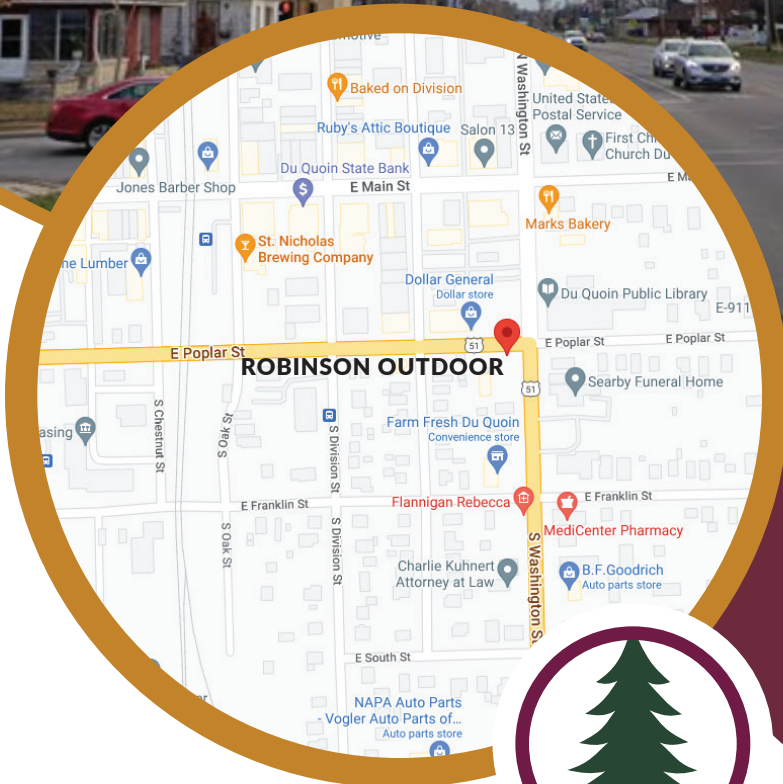 Baked on Division
N Washington St
United State
Postal Service
Ruby's Attic Boutique
Salon 13
First Ch
Church Du
Du Quoin State Bank
Jones Barber Shop
E Main St
E M
Marks Bakery
St. Nicholas
Brewing Company
ne Lumber
Dollar General
Dollar store
Du Quoin Public Library
E-911
51
E Poplar St
E Poplar St
E Poplar St
ROBINSON OUTDOOR
51
Searby Funeral Home
S Chestnut St
S Oak St
S Division St
asing
Farm Fresh Du Quoin
Convenience store
Flannigan Rebecca
E Franklin St
E Franklin St
MediCenter Pharmacy
S Oak St
S Division St
S Washington S
Charlie Kuhnert
Attorney at Law
B.F.Goodrich
Auto parts store
E South St
NAPA Auto Parts
- Vogler Auto Parts of...
Auto parts store